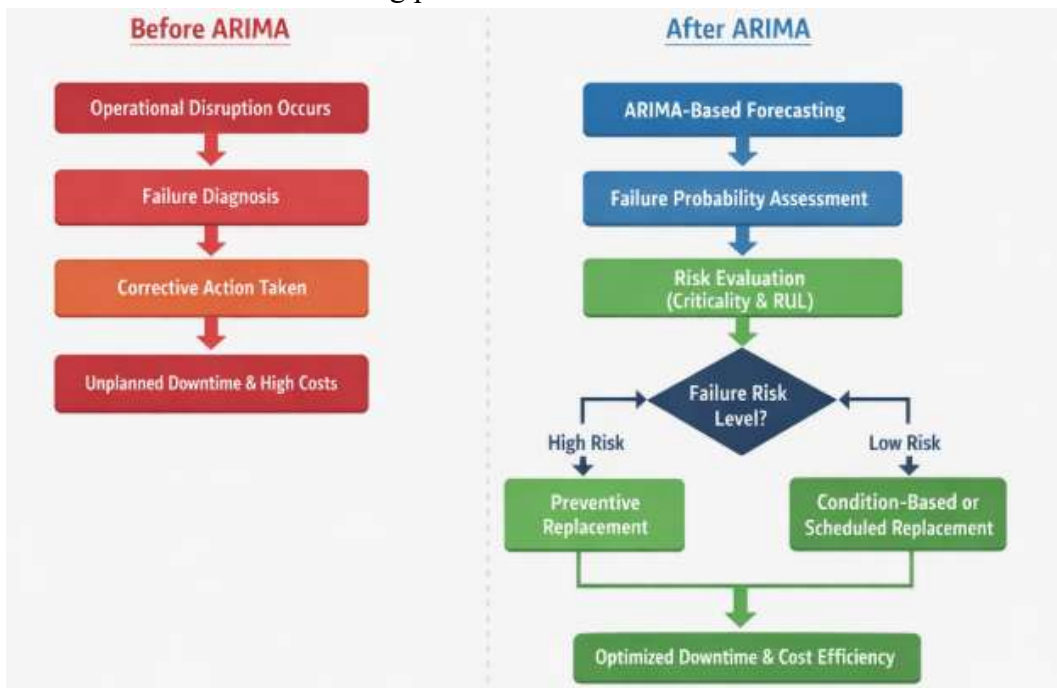 Before ARIMA
Operational Disruption Occurs
Failure Diagnosis
Corrective Action Taken
Unplanned Downtime & High Costs
After ARIMA
ARIMA-Based Forecasting
Failure Probability Assessment
Risk Evaluation
(Criticality & RUL)
Failure Risk
Level?
High Risk
Low Risk
Preventive
Replacement
Condition-Based or
Scheduled Replacement
Optimized Downtime & Cost Efficiency